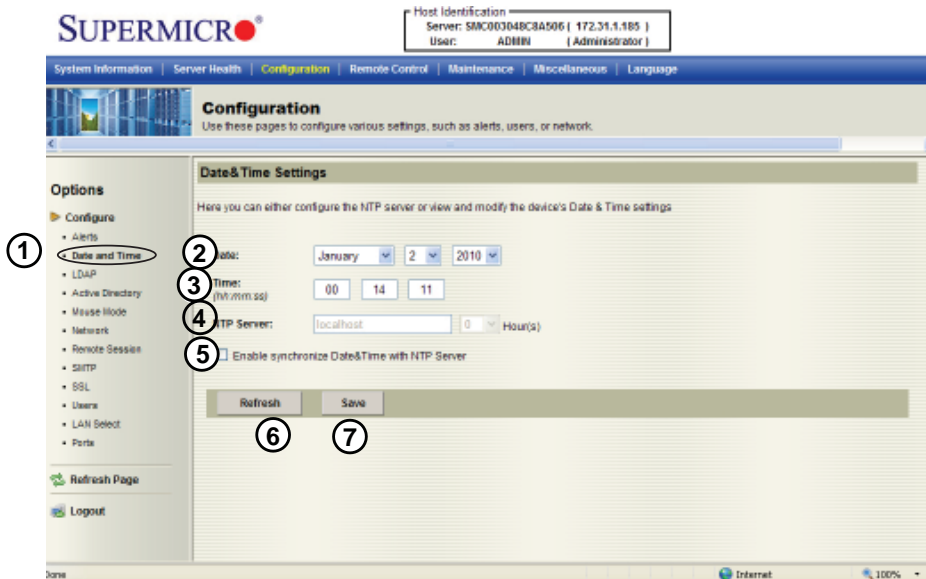 SUPERMICRO®
Host Identification
Server: SMC003048C8A506 ( 172.31.1.185 )
User: ADMIN ( Administrator )
System Information | Server Health | Configuration | Remote Control | Maintenance | Miscellaneous | Language
Configuration
Use these pages to configure various settings, such as alerts, users, or network.
Options
Configure
Alerts
1
Date and Time
LDAP
Active Directory
Mouse Mode
Network
Remote Session
SMTP
SSL
Users
LAN Select
Ports
Refresh Page
Logout
Date&Time Settings
Here you can either configure the NTP server or view and modify the device's Date & Time settings
2 Date: January 2 2010
3 Time: 00 14 11
(hh:mm:ss)
4 NTP Server: localhost 0 Hour(s)
5 Enable synchronize Date&Time with NTP Server
Refresh Save
6 7
Done Internet 100%